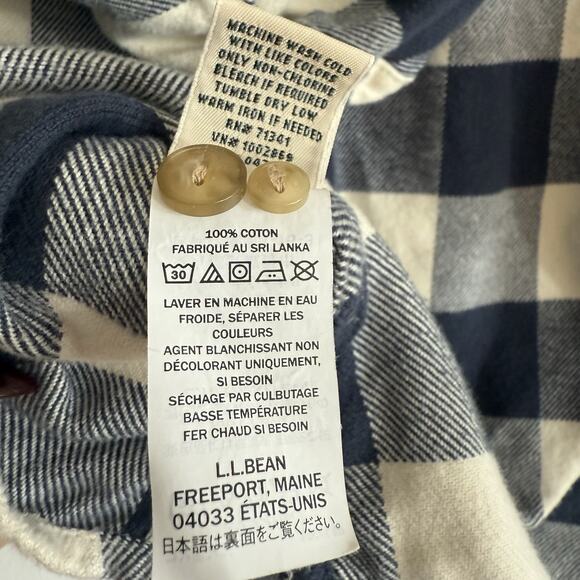 MACHINE WASH COLD
WITH LIKE COLORS
ONLY NON-CHLORINE
BLEACH IF REQUIRED
TUMBLE DRY LOW
WARM IRON IF NEEDED
RN# 71341
VN# 1002869
100% COTON
FABRIQUÉ AU SRI LANKA
30
LAVER EN MACHINE EN EAU
FROIDE, SÉPARER LES
COULEURS
AGENT BLANCHISSANT NON
DÉCOLORANT UNIQUEMENT,
SI BESOIN
SÉCHAGE PAR CULBUTAGE
BASSE TEMPÉRATURE
FER CHAUD SI BESOIN
L.L.BEAN
FREEPORT, MAINE
04033 ÉTATS-UNIS
日本語は裏面をご覧ください。